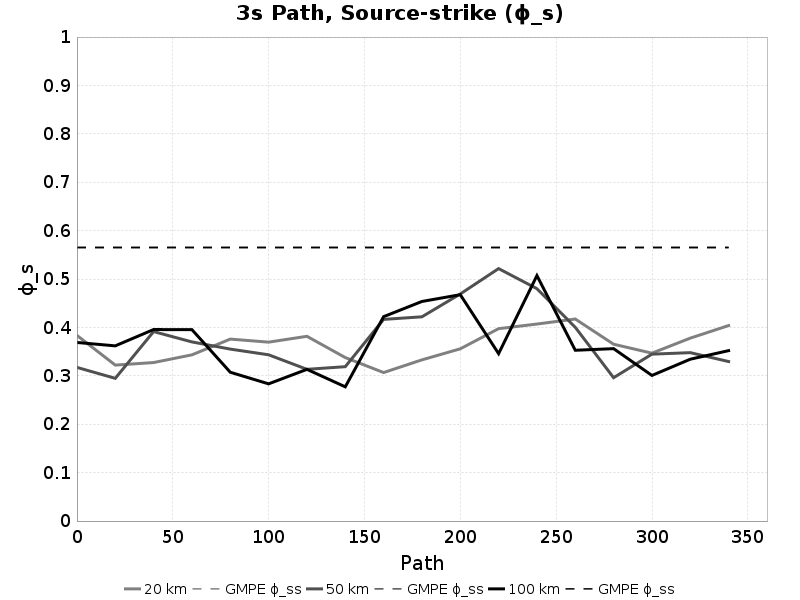 3s Path, Source-strike (ϕ_s)
1
0.9
0.8
0.7
0.6
0.5
0.4
0.3
0.2
0.1
0
ϕ_s
0 50 100 150 200 250 300 350
Path
20 km GMPE ϕ_ss 50 km GMPE ϕ_ss 100 km GMPE ϕ_ss